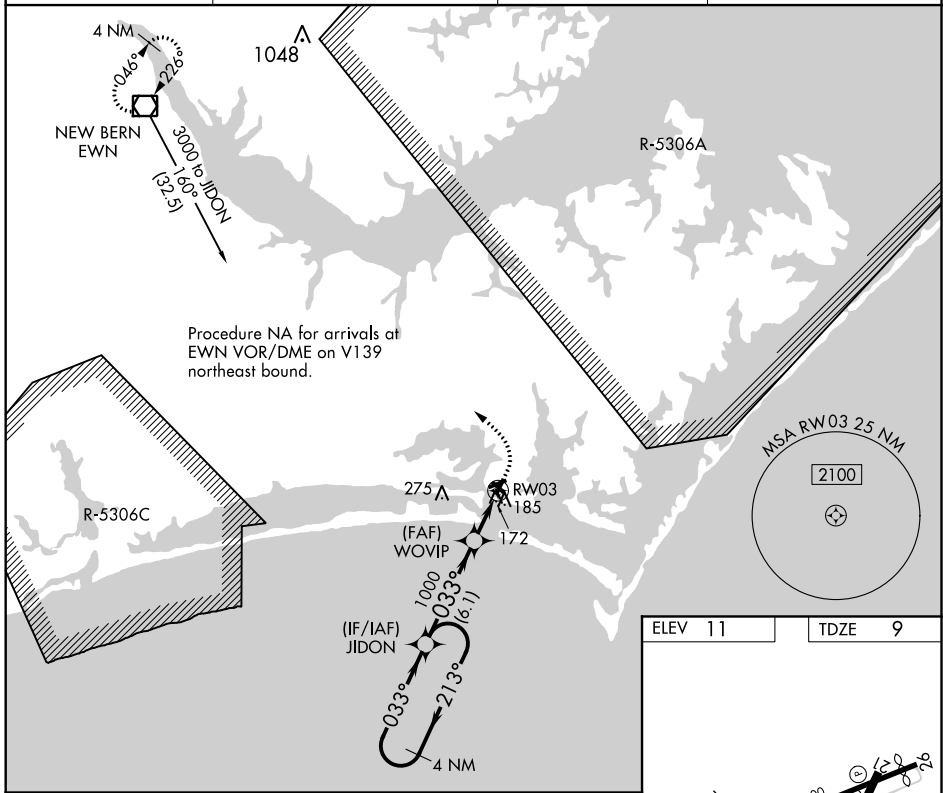 4 NM
1048
046°
226°
NEW BERN
EWN
3000 to JIDON
160°
(32.5)
R-5306A
Procedure NA for arrivals at
EWN VOR/DME on V139
northeast bound.
MSA RW03 25 NM
2100
R-5306C
275
RW03
185
(FAF)
WOVIP
172
1000
033°
(6.1)
(IF/IAF)
JIDON
033°
213°
4 NM
ELEV 11
TDZE 9
P
21
26